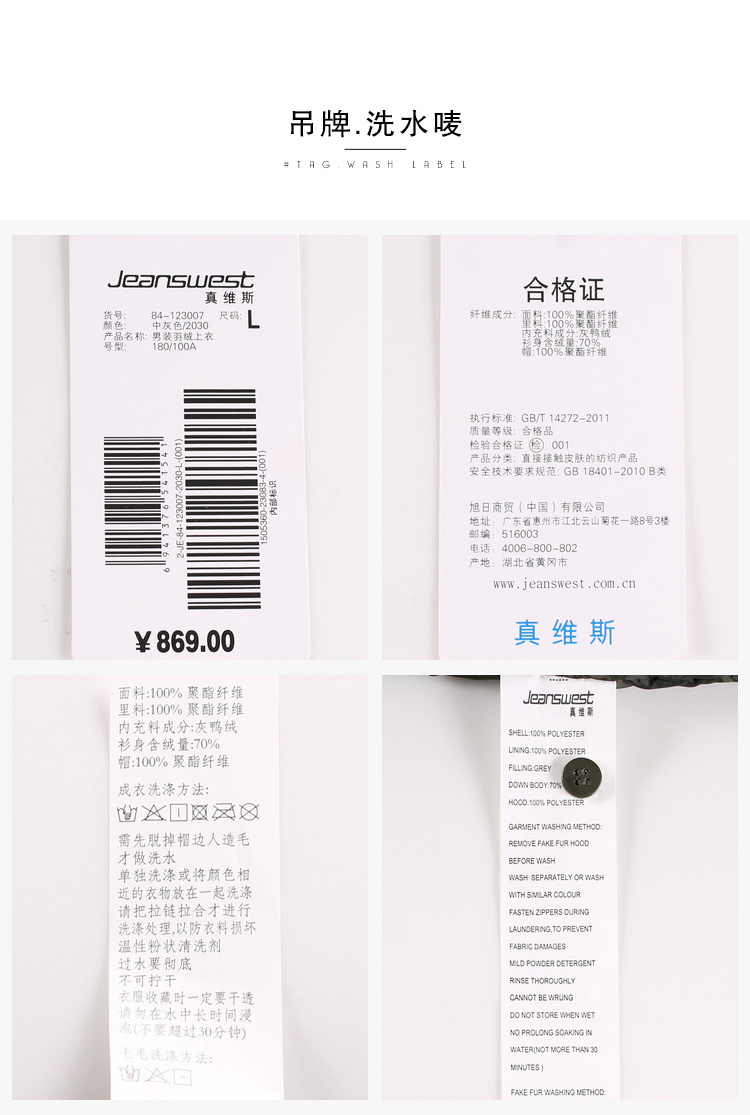 吊牌.洗水唛
#TAG.WASH LABEL
Jeanswest
真维斯
货号: 84-123007 尺码: L
颜色: 中灰色/2030
产品名称: 男装羽绒上衣
号型: 180/100A
6941376541541
2-JE-84-123007-2030-L-(001)
1505360-23083-4-(001)
内部标识
¥869.00
合格证
纤维成分: 面料:100%聚酯纤维
里料:100%聚酯纤维
内充料成分:灰鸭绒
衫身含绒量:70%
帽:100%聚酯纤维
执行标准: GB/T 14272-2011
质量等级: 合格品
检验合格证 检 001
产品分类: 直接接触皮肤的纺织产品
安全技术要求规范: GB 18401-2010 B类
旭日商贸(中国)有限公司
地址: 广东省惠州市江北云山菊花一路8号3楼
邮编: 516003
电话: 4006-800-802
产地: 湖北省黄冈市
www.jeanswest.com.cn
真维斯
面料:100% 聚酯纤维
里料:100% 聚酯纤维
内充料成分:灰鸭绒
衫身含绒量:70%
帽:100% 聚酯纤维
成衣洗涤方法:
需先脱掉帽边人造毛
才做洗水
单独洗涤或将颜色相
近的衣物放在一起洗涤
请把拉链拉合才进行
洗涤处理,以防衣料损坏
温性粉状清洗剂
过水要彻底
不可拧干
衣服收藏时一定要干透
请勿在水中长时间浸
泡(不要超过30分钟)
毛毛洗涤方法:
Jeanswest
真维斯
SHELL:100% POLYESTER
LINING:100% POLYESTER
FILLING:GREY
DOWN BODY:70%
HOOD:100% POLYESTER
GARMENT WASHING METHOD:
REMOVE FAKE FUR HOOD
BEFORE WASH
WASH SEPARATELY OR WASH
WITH SIMILAR COLOUR
FASTEN ZIPPERS DURING
LAUNDERING,TO PREVENT
FABRIC DAMAGES
MILD POWDER DETERGENT
RINSE THOROUGHLY
CANNOT BE WRUNG
DO NOT STORE WHEN WET
NO PROLONG SOAKING IN
WATER(NOT MORE THAN 30
MINUTES )
FAKE FUR WASHING METHOD: